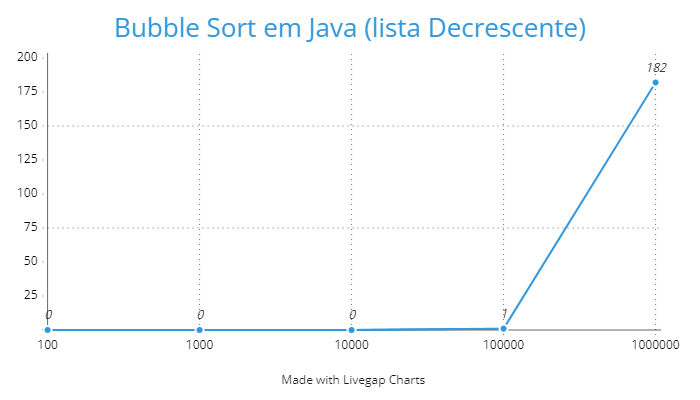 Bubble Sort em Java (lista Decrescente)
200
182
175
150
125
100
75
50
25
0 0 0 1
100 1000 10000 100000 1000000
Made with Livegap Charts